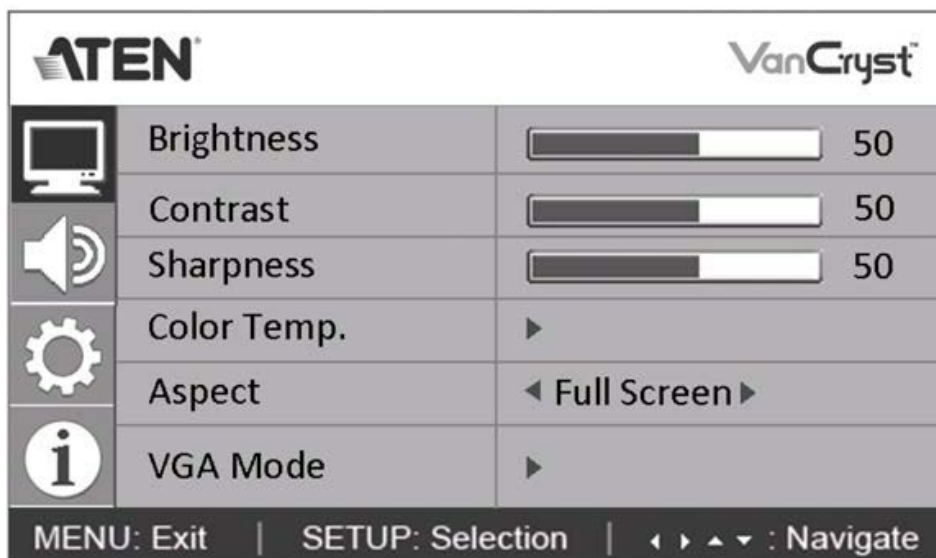 ATEN
VanCryst™
Brightness 50
Contrast 50
Sharpness 50
Color Temp.
Aspect Full Screen
VGA Mode
MENU: Exit | SETUP: Selection | : Navigate